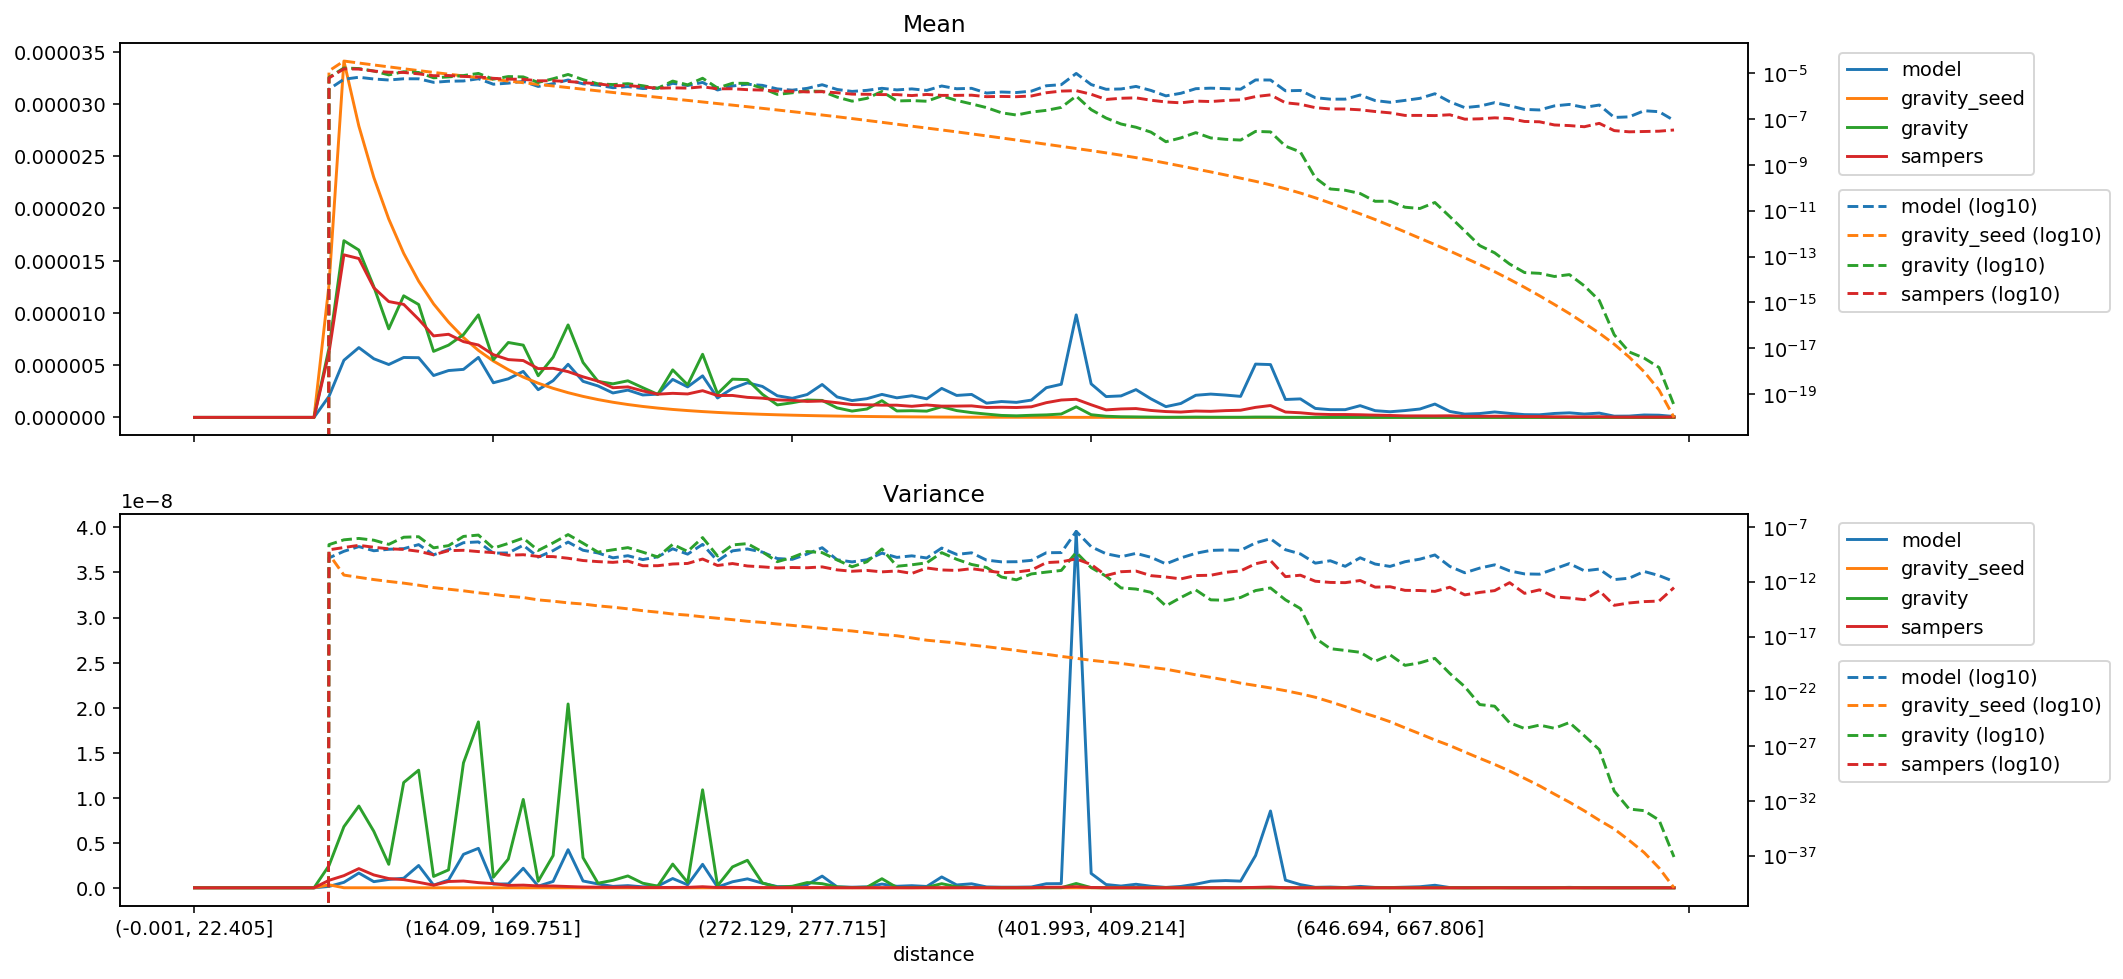 Mean
0.000035
0.000030
0.000025
0.000020
0.000015
0.000010
0.000005
0.000000
10⁻⁵
10⁻⁷
10⁻⁹
10⁻¹¹
10⁻¹³
10⁻¹⁵
10⁻¹⁷
10⁻¹⁹
model
gravity_seed
gravity
sampers
model (log10)
gravity_seed (log10)
gravity (log10)
sampers (log10)
Variance
1e−8
4.0
3.5
3.0
2.5
2.0
1.5
1.0
0.5
0.0
10⁻⁷
10⁻¹²
10⁻¹⁷
10⁻²²
10⁻²⁷
10⁻³²
10⁻³⁷
model
gravity_seed
gravity
sampers
model (log10)
gravity_seed (log10)
gravity (log10)
sampers (log10)
(-0.001, 22.405] (164.09, 169.751] (272.129, 277.715] (401.993, 409.214] (646.694, 667.806]
distance